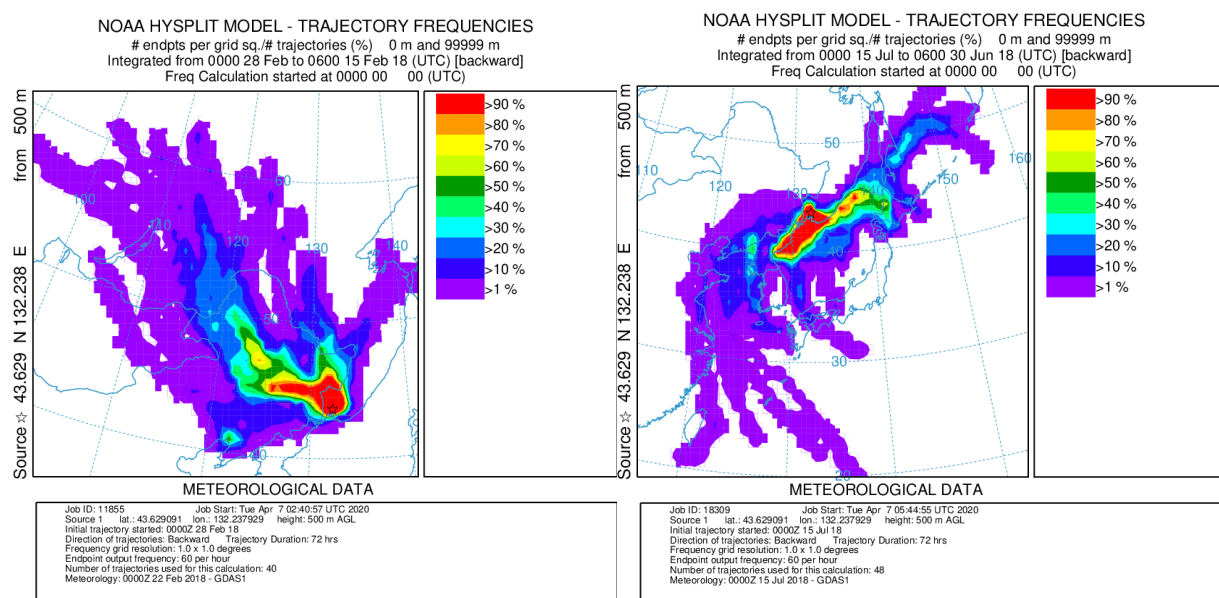 NOAA HYSPLIT MODEL - TRAJECTORY FREQUENCIES
# endpts per grid sq./# trajectories (%) 0 m and 99999 m
Integrated from 0000 28 Feb to 0600 15 Feb 18 (UTC) [backward]
Freq Calculation started at 0000 00 00 (UTC)
Source ☆ 43.629 N 132.238 E from 500 m
>90 %
>80 %
>70 %
>60 %
>50 %
>40 %
>30 %
>20 %
>10 %
>1 %
60
100
110
120
130
140
50
40
METEOROLOGICAL DATA
Job ID: 11855 Job Start: Tue Apr 7 02:40:57 UTC 2020
Source 1 lat.: 43.629091 lon.: 132.237929 height: 500 m AGL
Initial trajectory started: 0000Z 28 Feb 18
Direction of trajectories: Backward Trajectory Duration: 72 hrs
Frequency grid resolution: 1.0 x 1.0 degrees
Endpoint output frequency: 60 per hour
Number of trajectories used for this calculation: 40
Meteorology: 0000Z 22 Feb 2018 - GDAS1
NOAA HYSPLIT MODEL - TRAJECTORY FREQUENCIES
# endpts per grid sq./# trajectories (%) 0 m and 99999 m
Integrated from 0000 15 Jul to 0600 30 Jun 18 (UTC) [backward]
Freq Calculation started at 0000 00 00 (UTC)
Source ☆ 43.629 N 132.238 E from 500 m
>90 %
>80 %
>70 %
>60 %
>50 %
>40 %
>30 %
>20 %
>10 %
>1 %
50
160
110
120
150
130
140
40
30
20
METEOROLOGICAL DATA
Job ID: 18309 Job Start: Tue Apr 7 05:44:55 UTC 2020
Source 1 lat.: 43.629091 lon.: 132.237929 height: 500 m AGL
Initial trajectory started: 0000Z 15 Jul 18
Direction of trajectories: Backward Trajectory Duration: 72 hrs
Frequency grid resolution: 1.0 x 1.0 degrees
Endpoint output frequency: 60 per hour
Number of trajectories used for this calculation: 48
Meteorology: 0000Z 15 Jul 2018 - GDAS1